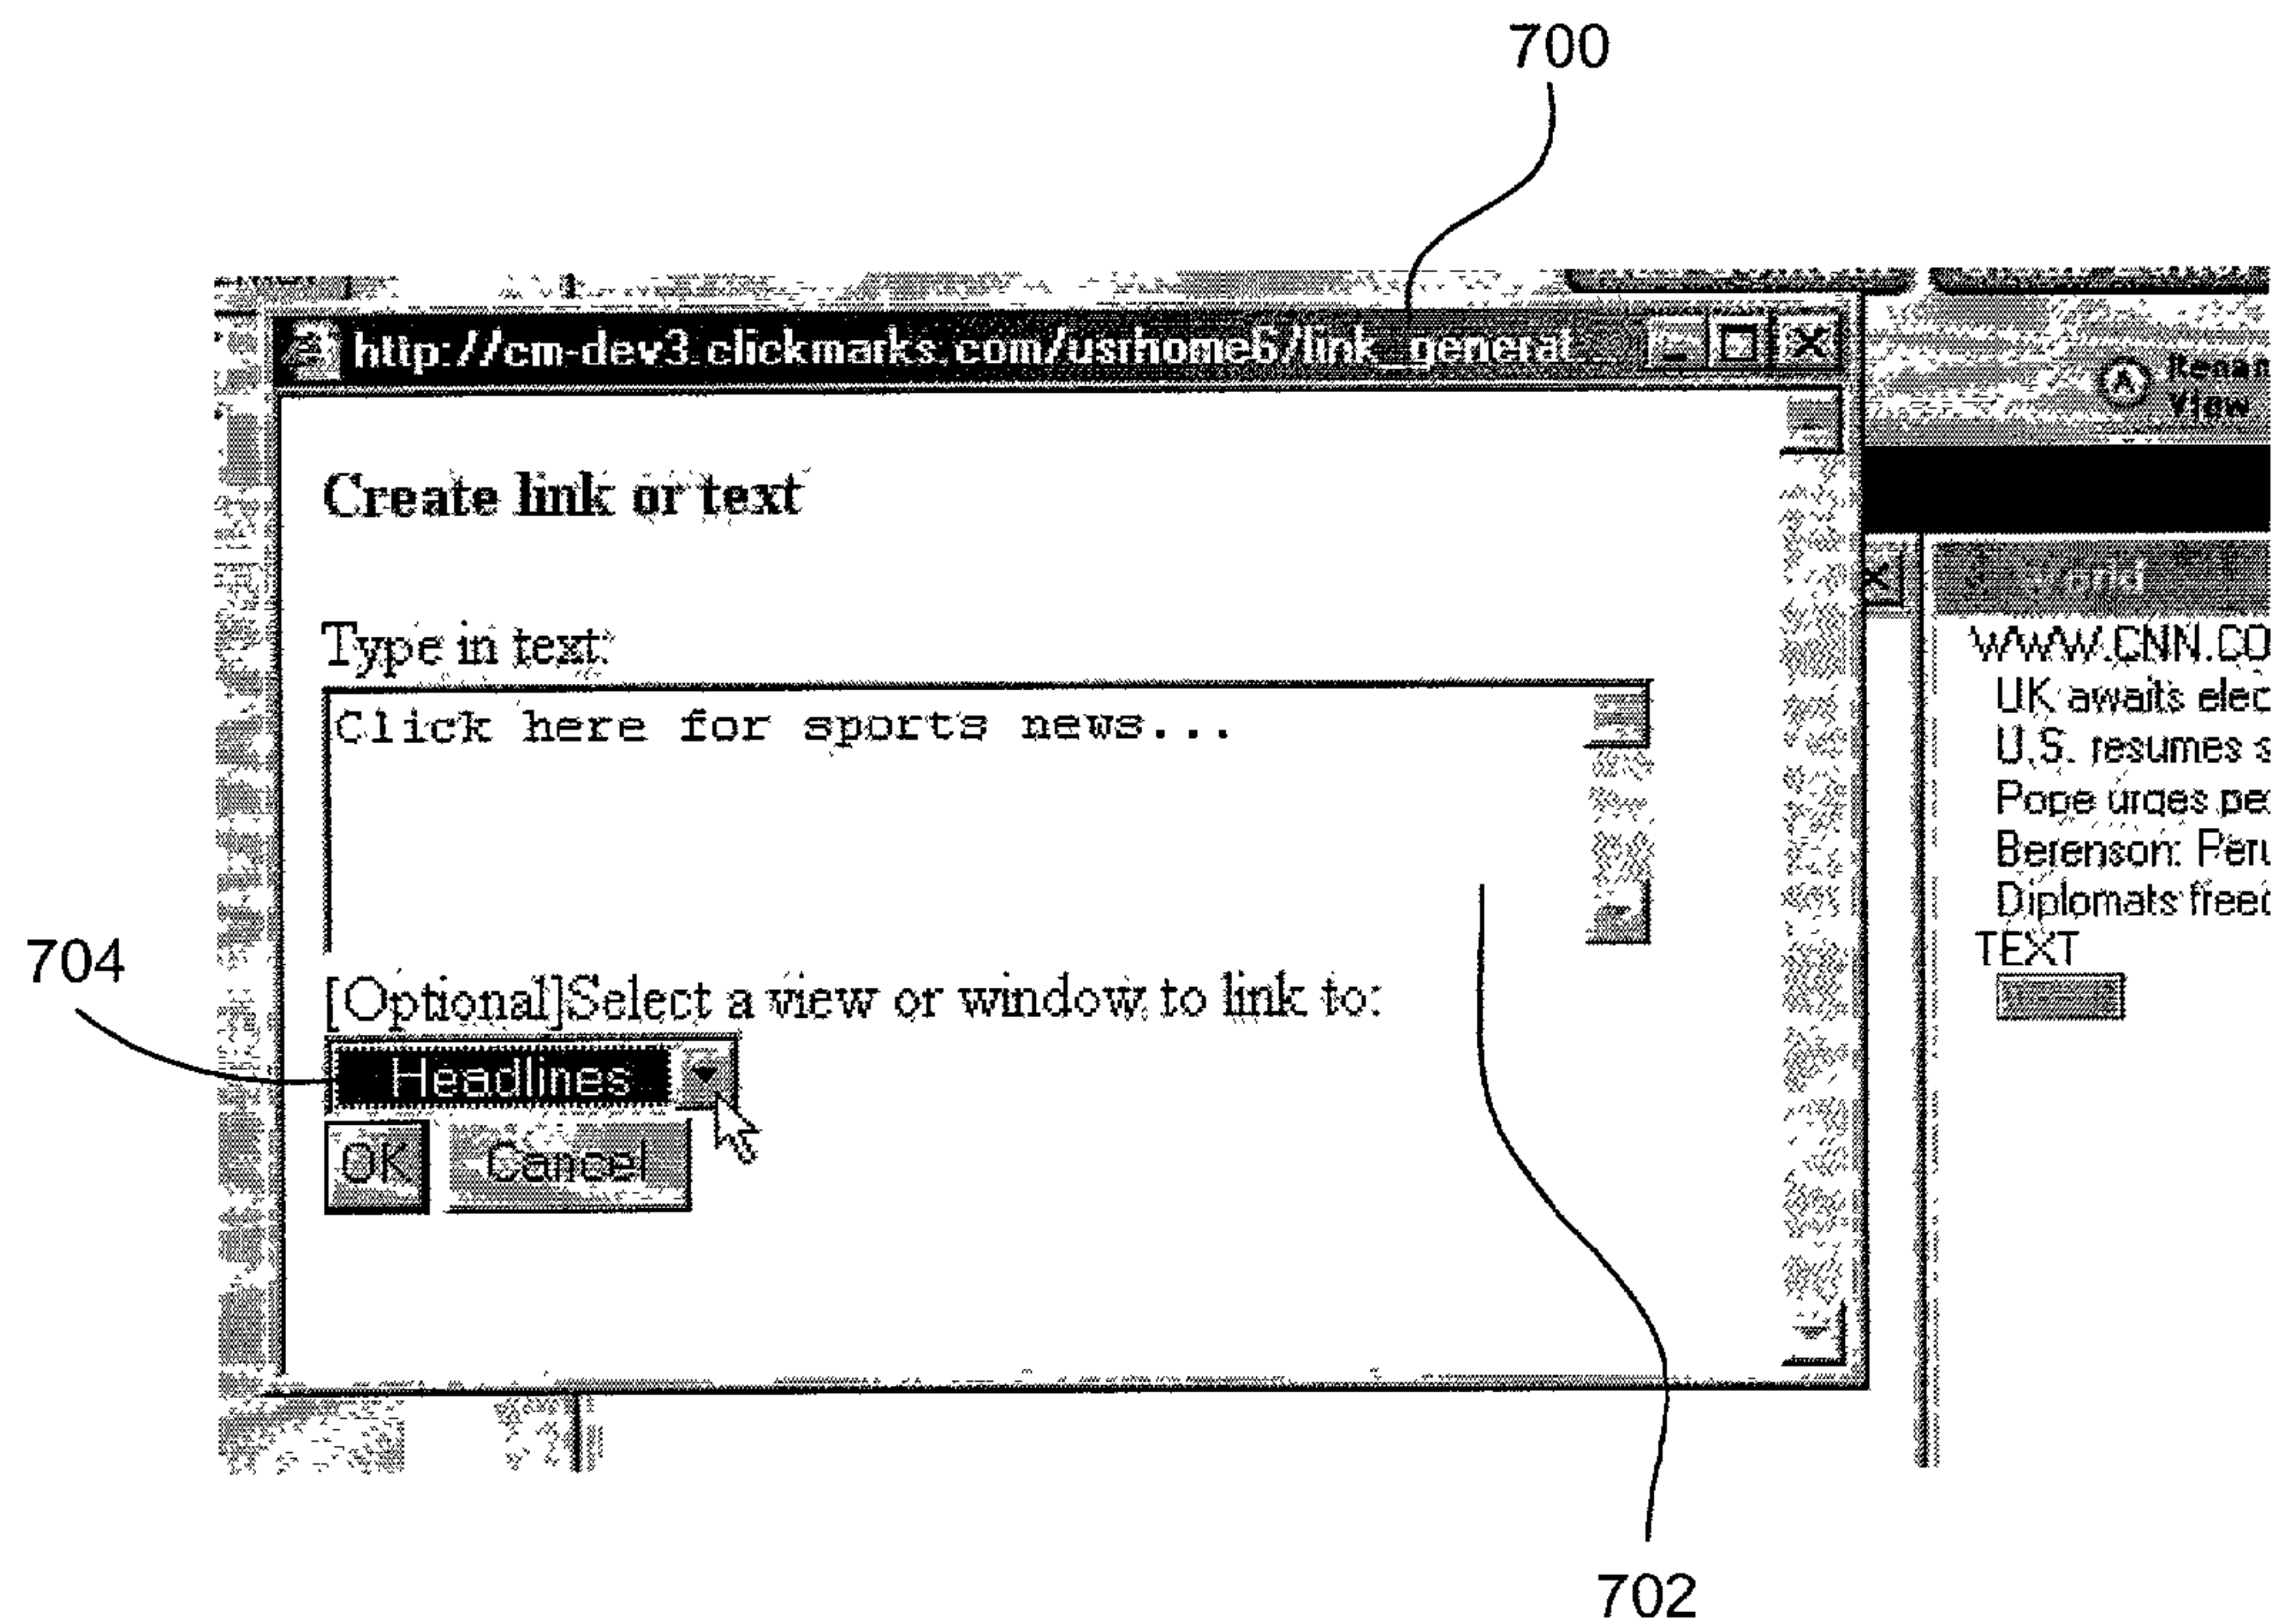 700
http://cm-dev3.clickmarks.com/usrhome6/link_generat...
Create link or text
Type in text:
Click here for sports news...
704
[Optional]Select a view or window to link to:
Headlines
OK Cancel
702
Renam
View
WWW.CNN.CO
UK awaits elec
U.S. resumes s
Pope urges pe
Berenson: Peru
Diplomats freed
TEXT